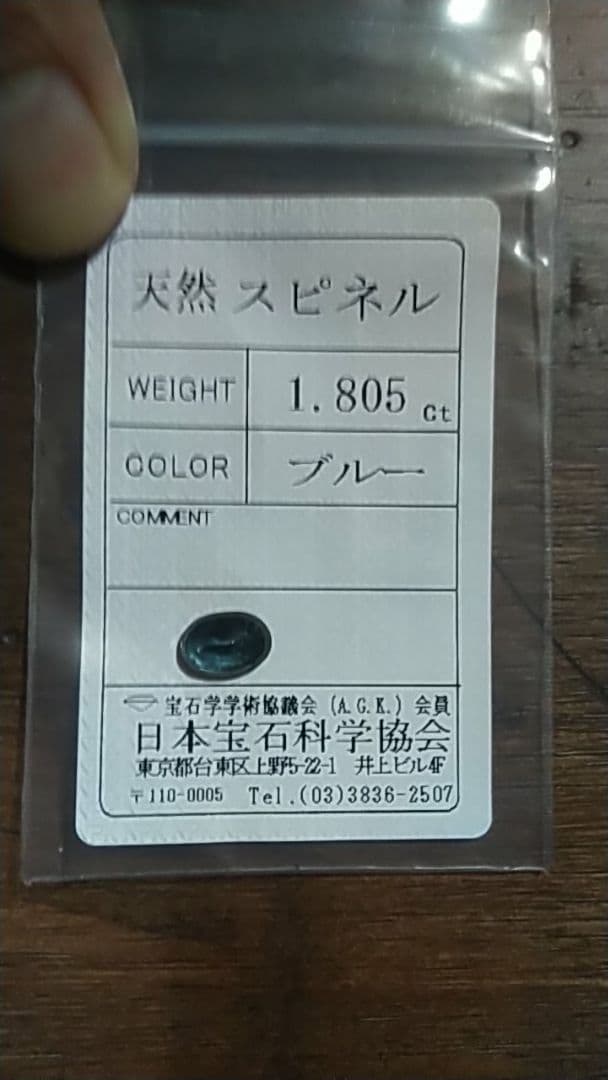 天然 スピネル
WEIGHT 1.805 Ct
COLOR ブルー
COMMENT
宝石学学術協議会 (A.G.K.) 会員
日本宝石科学協会
東京都台東区上野5-22-1 井上ビル4F
〒110-0005 Tel.(03)3836-2507